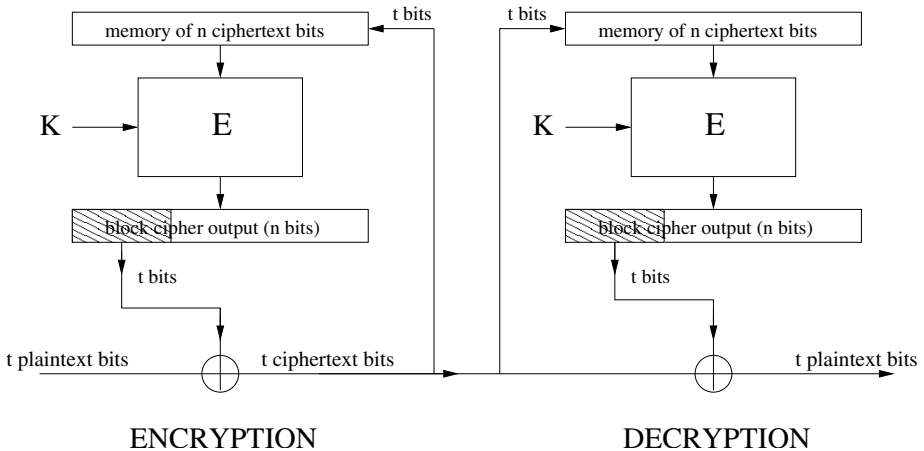 t bits
t bits
memory of n ciphertext bits
memory of n ciphertext bits
K
E
K
E
block cipher output (n bits)
block cipher output (n bits)
t bits
t bits
t plaintext bits
t ciphertext bits
t plaintext bits
ENCRYPTION
DECRYPTION